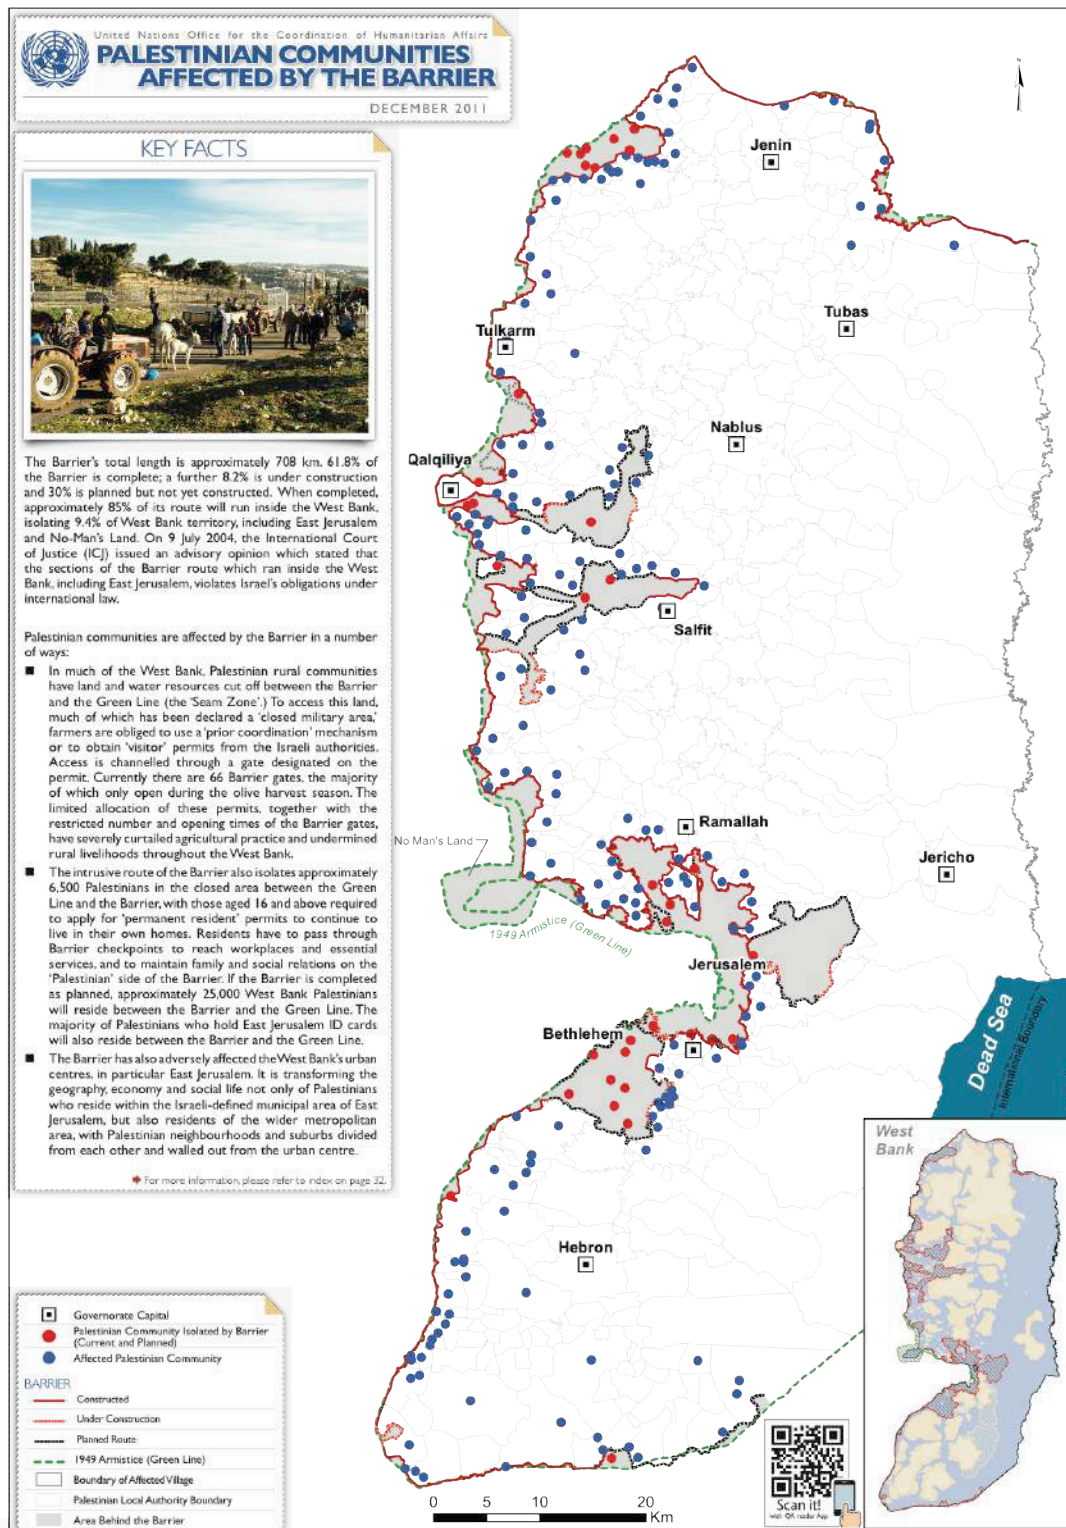 United Nations Office for the Coordination of Humanitarian Affairs
PALESTINIAN COMMUNITIES
AFFECTED BY THE BARRIER
DECEMBER 2011
KEY FACTS
The Barrier's total length is approximately 708 km. 61.8% of
the Barrier is complete; a further 8.2% is under construction
and 30% is planned but not yet constructed. When completed,
approximately 85% of its route will run inside the West Bank,
isolating 9.4% of West Bank territory, including East Jerusalem
and No-Man's Land. On 9 July 2004, the International Court
of Justice (ICJ) issued an advisory opinion which stated that
the sections of the Barrier route which ran inside the West
Bank, including East Jerusalem, violates Israel's obligations under
international law.
Palestinian communities are affected by the Barrier in a number
of ways:
■ In much of the West Bank, Palestinian rural communities
have land and water resources cut off between the Barrier
and the Green Line (the 'Seam Zone'.) To access this land,
much of which has been declared a 'closed military area,'
farmers are obliged to use a 'prior coordination' mechanism
or to obtain 'visitor' permits from the Israeli authorities.
Access is channelled through a gate designated on the
permit. Currently there are 66 Barrier gates, the majority
of which only open during the olive harvest season. The
limited allocation of these permits, together with the
restricted number and opening times of the Barrier gates,
have severely curtailed agricultural practice and undermined
rural livelihoods throughout the West Bank.
■ The intrusive route of the Barrier also isolates approximately
6,500 Palestinians in the closed area between the Green
Line and the Barrier, with those aged 16 and above required
to apply for 'permanent resident' permits to continue to
live in their own homes. Residents have to pass through
Barrier checkpoints to reach workplaces and essential
services, and to maintain family and social relations on the
'Palestinian' side of the Barrier. If the Barrier is completed
as planned, approximately 25,000 West Bank Palestinians
will reside between the Barrier and the Green Line. The
majority of Palestinians who hold East Jerusalem ID cards
will also reside between the Barrier and the Green Line.
■ The Barrier has also adversely affected the West Bank's urban
centres, in particular East Jerusalem. It is transforming the
geography, economy and social life not only of Palestinians
who reside within the Israeli-defined municipal area of East
Jerusalem, but also residents of the wider metropolitan
area, with Palestinian neighbourhoods and suburbs divided
from each other and walled out from the urban centre.
For more information, please refer to index on page 32.
Governorate Capital
Palestinian Community Isolated by Barrier
(Current and Planned)
Affected Palestinian Community
BARRIER
Constructed
Under Construction
Planned Route
1949 Armistice (Green Line)
Boundary of Affected Village
Palestinian Local Authority Boundary
Area Behind the Barrier
N
Jenin
Tubas
Tulkarm
Nablus
Qalqiliya
Salfit
Ramallah
No Man's Land
Jericho
1949 Armistice (Green Line)
Jerusalem
Bethlehem
Dead Sea
International Boundary
Hebron
West
Bank
0 5 10 20
Km
Scan it!
with QR reader App